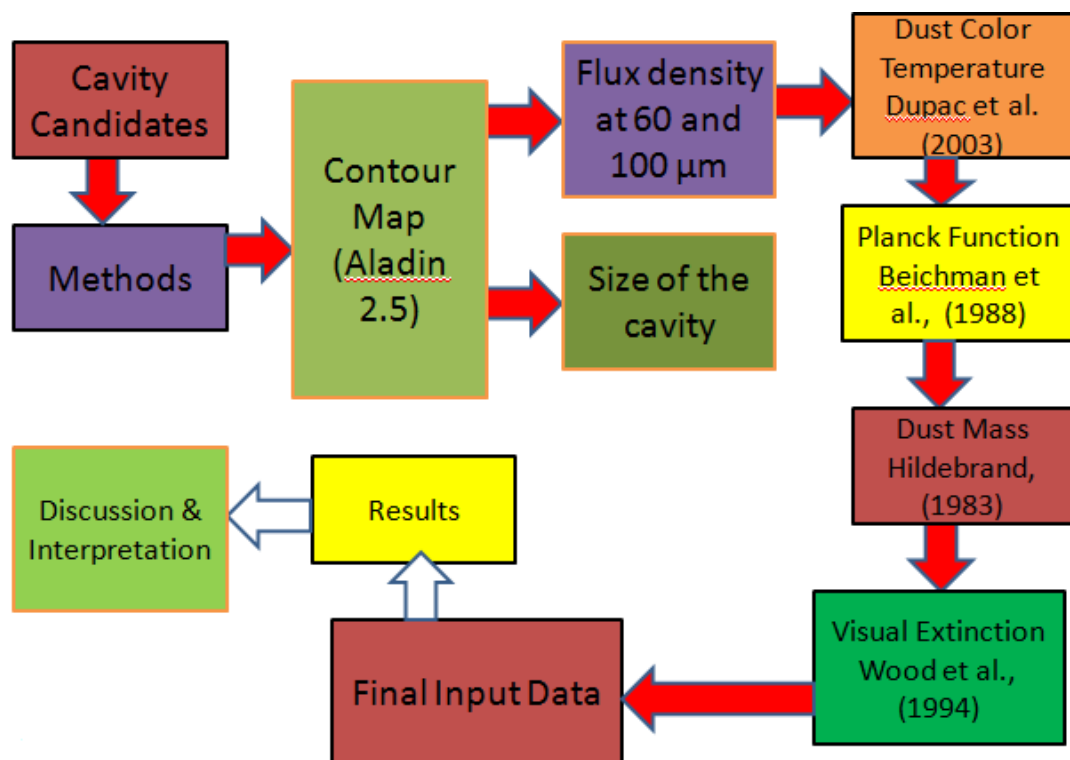 Cavity
Candidates
Methods
Contour
Map
(Aladin
2.5)
Flux density
at 60 and
100 µm
Size of the
cavity
Dust Color
Temperature
Dupac et al.
(2003)
Planck Function
Beichman et
al., (1988)
Dust Mass
Hildebrand,
(1983)
Visual Extinction
Wood et al.,
(1994)
Final Input Data
Results
Discussion &
Interpretation